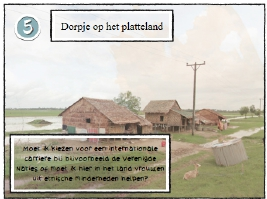 5
Dorpje op het platteland
Moet ik kiezen voor een internationale
carriere bij bijvoorbeeld de Verenigde
Naties of moet ik hier in het land vrouwen
uit etnische minderheden helpen?